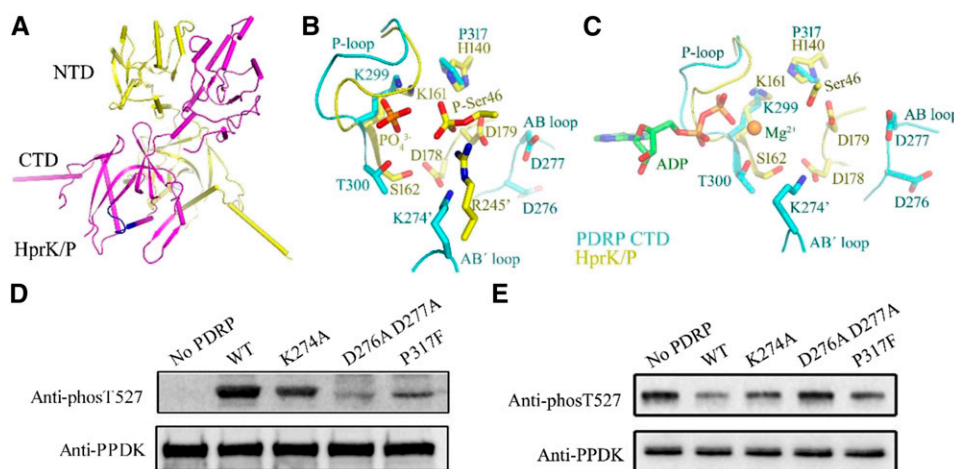 A
NTD
CTD
HprK/P
B
P-loop
P317
H140
K299
K161
P-Ser46
PO₄³⁻
D179
AB loop
D178
D277
T300
S162
D276
K274'
R245'
AB' loop
C
P317
H140
P-loop
K161
Ser46
K299
AB loop
Mg²⁺
D179
D277
ADP
S162
T300
D178
K274'
D276
PDRP CTD
HprK/P
AB' loop
D
No PDRP
WT
K274A
D276A D277A
P317F
Anti-phosT527
Anti-PPDK
E
No PDRP
WT
K274A
D276A D277A
P317F
Anti-phosT527
Anti-PPDK